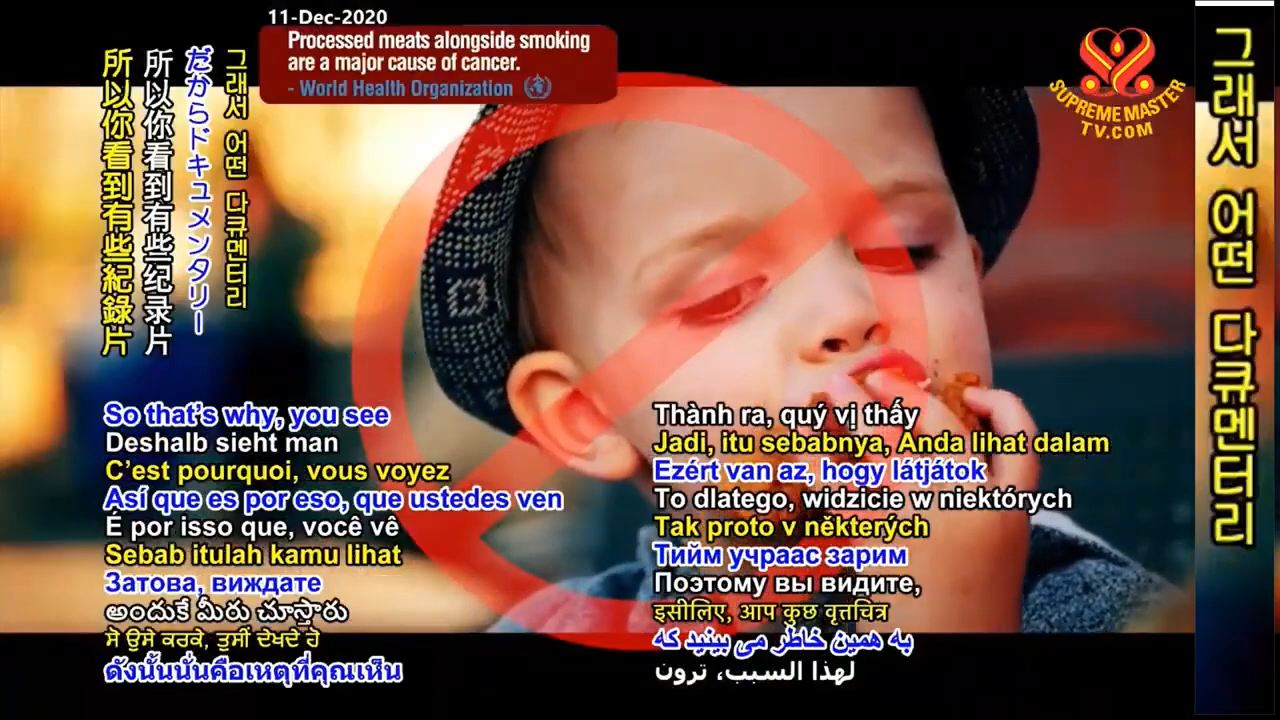 11-Dec-2020
Processed meats alongside smoking
are a major cause of cancer.
- World Health Organization
SUPREME MASTER
TV.COM
그래서 어떤 다큐멘터리
だからドキュメンタリー
所以你看到有些纪录片
所以你看到有些紀錄片
그래서 어떤 다큐멘터리
So that's why, you see
Deshalb sieht man
C'est pourquoi, vous voyez
Así que es por eso, que ustedes ven
É por isso que, você vê
Sebab itulah kamu lihat
Затова, виждате
అందుకే మీరు చూస్తారు
ਸੋ ਉਸੇ ਕਰਕੇ, ਤੁਸੀਂ ਦੇਖਦੇ ਹੋ
ดังนั้นนั่นคือเหตุที่คุณเห็น
Thành ra, quý vị thấy
Jadi, itu sebabnya, Anda lihat dalam
Ezért van az, hogy látjátok
To dlatego, widzicie w niektórych
Tak proto v některých
Тийм учраас зарим
Поэтому вы видите,
इसीलिए, आप कुछ वृत्तचित्र
به همین خاطر می بینید که
لهذا السبب، ترون